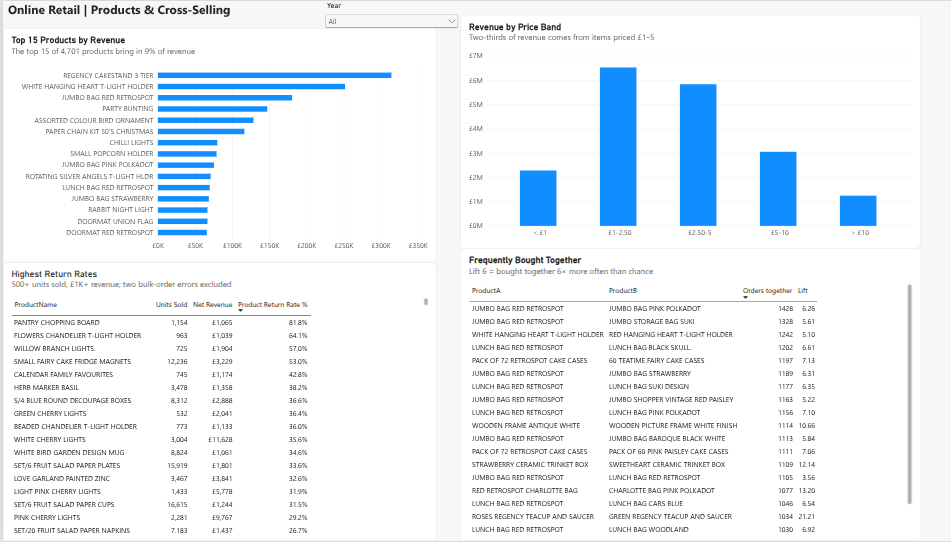 Online Retail | Products & Cross-Selling
Year
All
Top 15 Products by Revenue
The top 15 of 4,701 products bring in 9% of revenue
REGENCY CAKESTAND 3 TIER
WHITE HANGING HEART T-LIGHT HOLDER
JUMBO BAG RED RETROSPOT
PARTY BUNTING
ASSORTED COLOUR BIRD ORNAMENT
PAPER CHAIN KIT 50'S CHRISTMAS
CHILLI LIGHTS
SMALL POPCORN HOLDER
JUMBO BAG PINK POLKADOT
ROTATING SILVER ANGELS T-LIGHT HLDR
LUNCH BAG RED RETROSPOT
JUMBO BAG STRAWBERRY
RABBIT NIGHT LIGHT
DOORMAT UNION FLAG
DOORMAT RED RETROSPOT
£0K £50K £100K £150K £200K £250K £300K £350K
Revenue by Price Band
Two-thirds of revenue comes from items priced £1–5
£7M
£6M
£5M
£4M
£3M
£2M
£1M
£0M
< £1 £1-2.50 £2.50-5 £5-10 > £10
Highest Return Rates
500+ units sold, £1K+ revenue; two bulk-order errors excluded
ProductName Units Sold Net Revenue Product Return Rate %
PANTRY CHOPPING BOARD 1,154 £1,065 81.8%
FLOWERS CHANDELIER T-LIGHT HOLDER 963 £1,039 64.1%
WILLOW BRANCH LIGHTS. 725 £1,904 57.0%
SMALL FAIRY CAKE FRIDGE MAGNETS 12,236 £3,229 53.0%
CALENDAR FAMILY FAVOURITES 745 £1,174 42.8%
HERB MARKER BASIL 3,478 £1,358 38.2%
S/4 BLUE ROUND DECOUPAGE BOXES 8,312 £2,888 36.6%
GREEN CHERRY LIGHTS 532 £2,041 36.4%
BEADED CHANDELIER T-LIGHT HOLDER 773 £1,133 36.0%
WHITE CHERRY LIGHTS 3,004 £11,628 35.6%
WHITE BIRD GARDEN DESIGN MUG 8,824 £1,061 34.6%
SET/6 FRUIT SALAD PAPER PLATES 15,919 £1,801 33.6%
LOVE GARLAND PAINTED ZINC 3,467 £3,841 32.6%
LIGHT PINK CHERRY LIGHTS 1,433 £5,778 31.9%
SET/6 FRUIT SALAD PAPER CUPS 16,615 £1,244 31.5%
PINK CHERRY LIGHTS 2,281 £9,767 29.2%
SET/20 FRUIT SALAD PAPER NAPKINS 7,183 £1,437 26.7%
Frequently Bought Together
Lift 6 = bought together 6× more often than chance
ProductA ProductB Orders together Lift
JUMBO BAG RED RETROSPOT JUMBO BAG PINK POLKADOT 1428 6.26
JUMBO BAG RED RETROSPOT JUMBO STORAGE BAG SUKI 1328 5.61
WHITE HANGING HEART T-LIGHT HOLDER RED HANGING HEART T-LIGHT HOLDER 1242 5.10
LUNCH BAG RED RETROSPOT LUNCH BAG BLACK SKULL. 1202 6.61
PACK OF 72 RETROSPOT CAKE CASES 60 TEATIME FAIRY CAKE CASES 1197 7.13
JUMBO BAG RED RETROSPOT JUMBO BAG STRAWBERRY 1189 6.31
LUNCH BAG RED RETROSPOT LUNCH BAG SUKI DESIGN 1177 6.35
JUMBO BAG RED RETROSPOT JUMBO SHOPPER VINTAGE RED PAISLEY 1163 5.22
LUNCH BAG RED RETROSPOT LUNCH BAG PINK POLKADOT 1156 7.10
WOODEN FRAME ANTIQUE WHITE WOODEN PICTURE FRAME WHITE FINISH 1114 10.66
JUMBO BAG RED RETROSPOT JUMBO BAG BAROQUE BLACK WHITE 1113 5.84
PACK OF 72 RETROSPOT CAKE CASES PACK OF 60 PINK PAISLEY CAKE CASES 1111 7.06
STRAWBERRY CERAMIC TRINKET BOX SWEETHEART CERAMIC TRINKET BOX 1109 12.14
JUMBO BAG RED RETROSPOT LUNCH BAG RED RETROSPOT 1105 3.56
RED RETROSPOT CHARLOTTE BAG CHARLOTTE BAG PINK POLKADOT 1077 13.20
LUNCH BAG RED RETROSPOT LUNCH BAG CARS BLUE 1046 6.54
ROSES REGENCY TEACUP AND SAUCER GREEN REGENCY TEACUP AND SAUCER 1034 21.21
LUNCH BAG RED RETROSPOT LUNCH BAG WOODLAND 1030 6.92